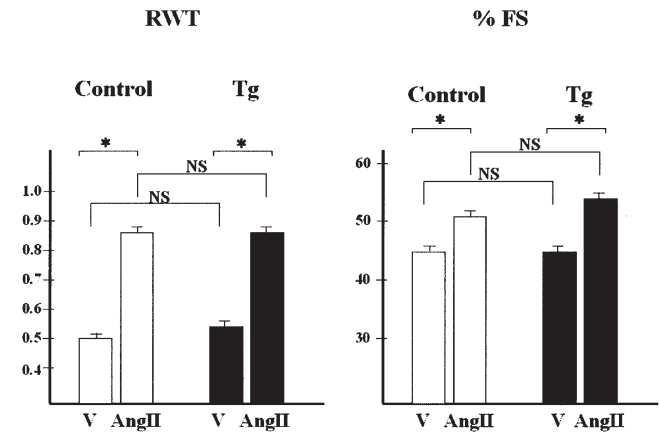 RWT
Control Tg
* *
NS
NS
1.0
0.9
0.8
0.7
0.6
0.5
0.4
V AngII V AngII
% FS
Control Tg
* *
NS
NS
60
50
40
30
V AngII V AngII